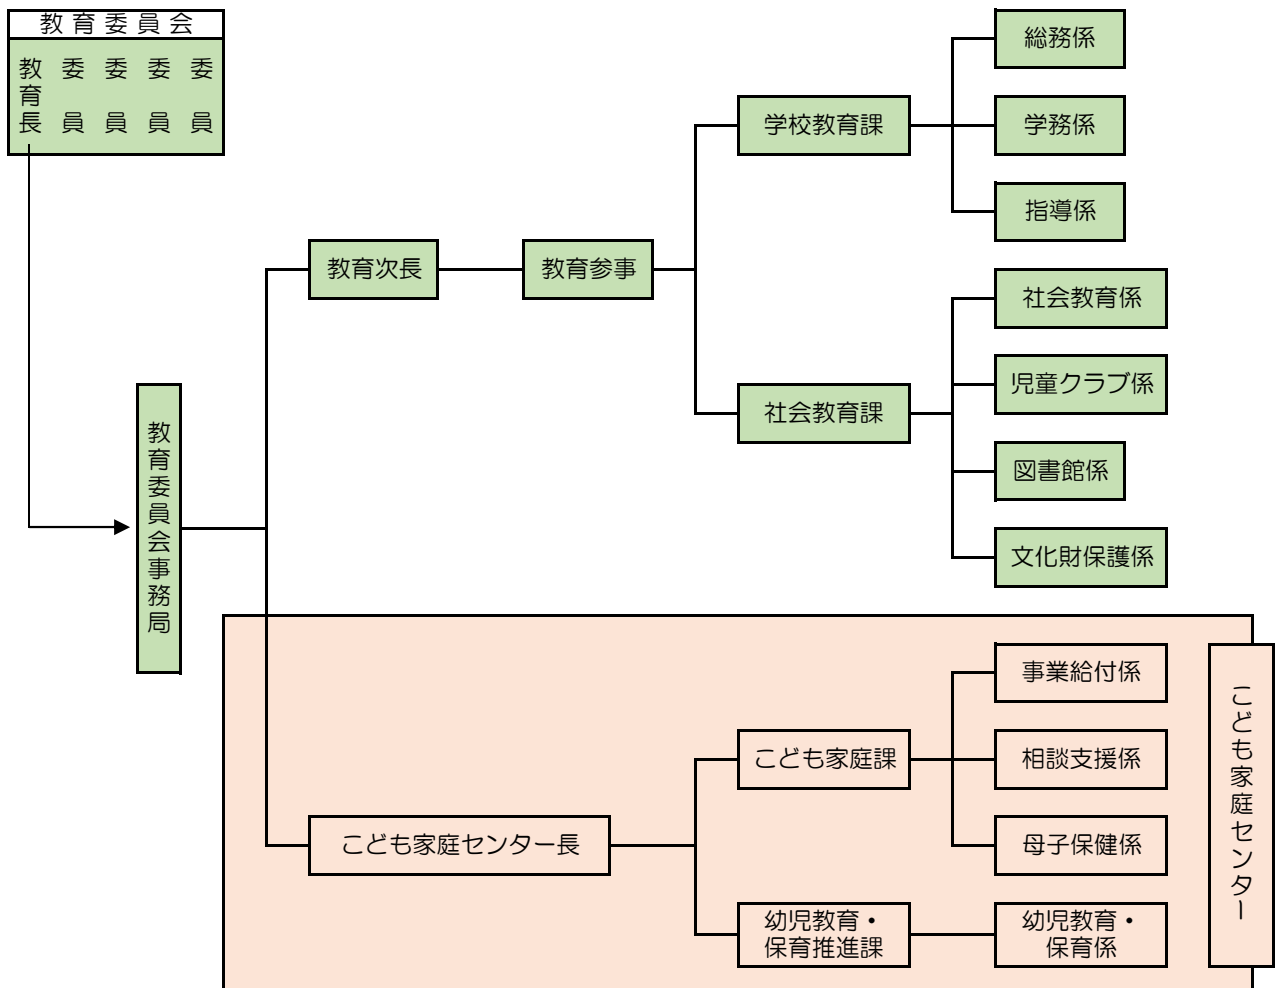 教育委員会
教育長
委員
委員
委員
委員
総務係
学校教育課
学務係
指導係
教育次長
教育参事
社会教育係
児童クラブ係
社会教育課
図書館係
文化財保護係
教育委員会事務局
事業給付係
こども家庭課
相談支援係
こども家庭センター長
母子保健係
幼児教育・
保育推進課
幼児教育・
保育係
こども家庭センター